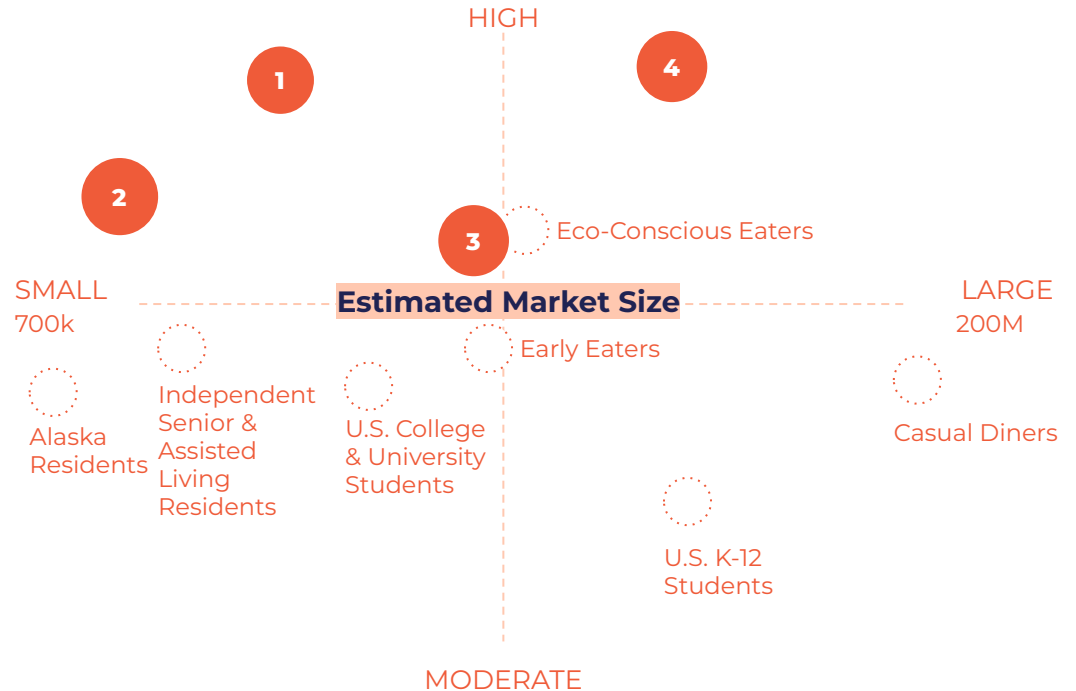 HIGH
1
4
2
3
Eco-Conscious Eaters
SMALL
700k
Estimated Market Size
LARGE
200M
Early Eaters
Independent
Senior &
Assisted
Living
Residents
Alaska
Residents
U.S. College
& University
Students
Casual Diners
U.S. K-12
Students
MODERATE